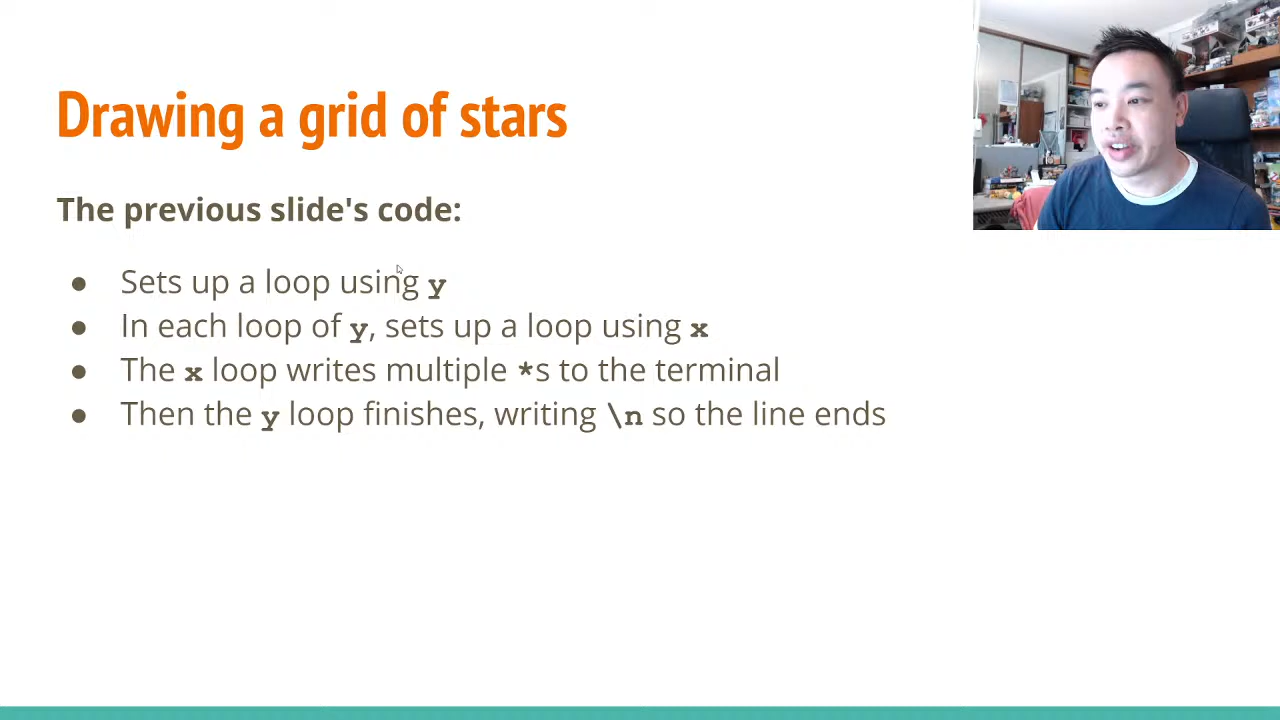 Drawing a grid of stars
The previous slide's code:
● Sets up a loop using y
● In each loop of y, sets up a loop using x
● The x loop writes multiple *s to the terminal
● Then the y loop finishes, writing \n so the line ends